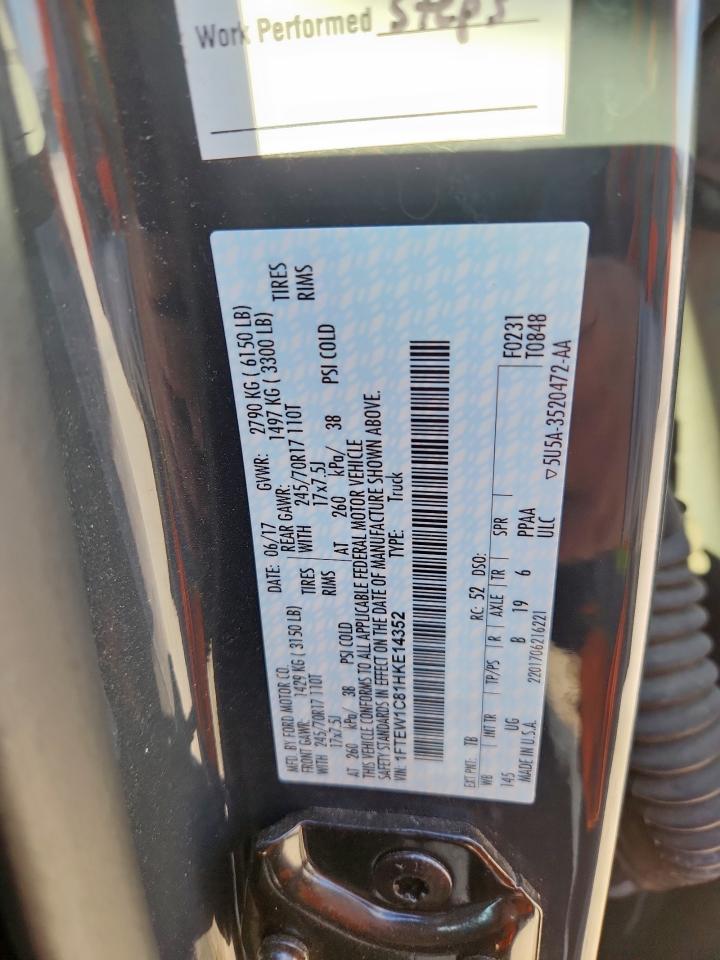 Work Performed Steps
MFD. BY FORD MOTOR CO.
DATE: 06/17 GVWR: 2790 KG ( 6150 LB)
FRONT GAWR: 1429 KG ( 3150 LB) REAR GAWR: 1497 KG ( 3300 LB)
WITH 245/70R17 110T TIRES WITH 245/70R17 110T TIRES
17x7.5J RIMS 17x7.5J RIMS
AT 260 kPa/ 38 PSI COLD AT 260 kPa/ 38 PSI COLD
THIS VEHICLE CONFORMS TO ALL APPLICABLE FEDERAL MOTOR VEHICLE
SAFETY STANDARDS IN EFFECT ON THE DATE OF MANUFACTURE SHOWN ABOVE.
VIN: 1FTEW1C81HKE14352 TYPE: Truck
EXT PNT: TB RC: 52 DSO:
WB INT TR TP/PS R AXLE TR SPR F0231
145 UG B 19 6 PPAA T0848
ULC
MADE IN U.S.A. 2201706216221 ▽5U5A-3520472-AA